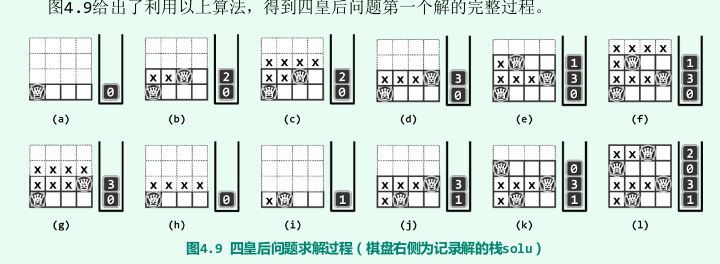 图4.9给出了利用以上算法，得到四皇后问题第一个解的完整过程。
x x x x x x x x x x x x x x x x x x x x x x x x x x
0 2 0 2 0 3 0 1 3 0 1 3 0
(a) (b) (c) (d) (e) (f)
x x x x x x x x x x x x x x x x x x x x x x x x x x
3 0 0 1 3 1 0 3 1 2 0 3 1
(g) (h) (i) (j) (k) (l)
图4.9 四皇后问题求解过程（棋盘右侧为记录解的栈solu）